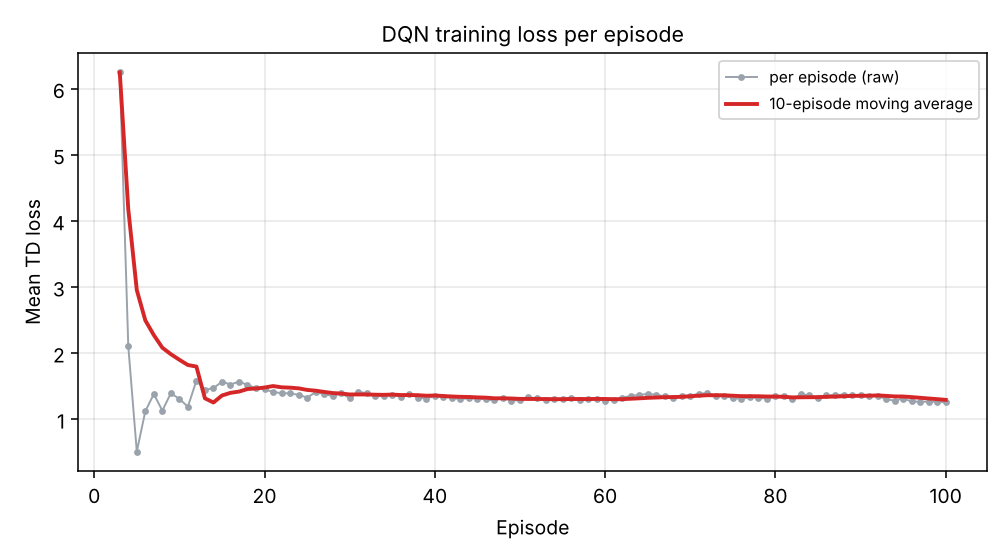 DQN training loss per episode
per episode (raw)
10-episode moving average
6
5
4
3
2
1
Mean TD loss
0 20 40 60 80 100
Episode